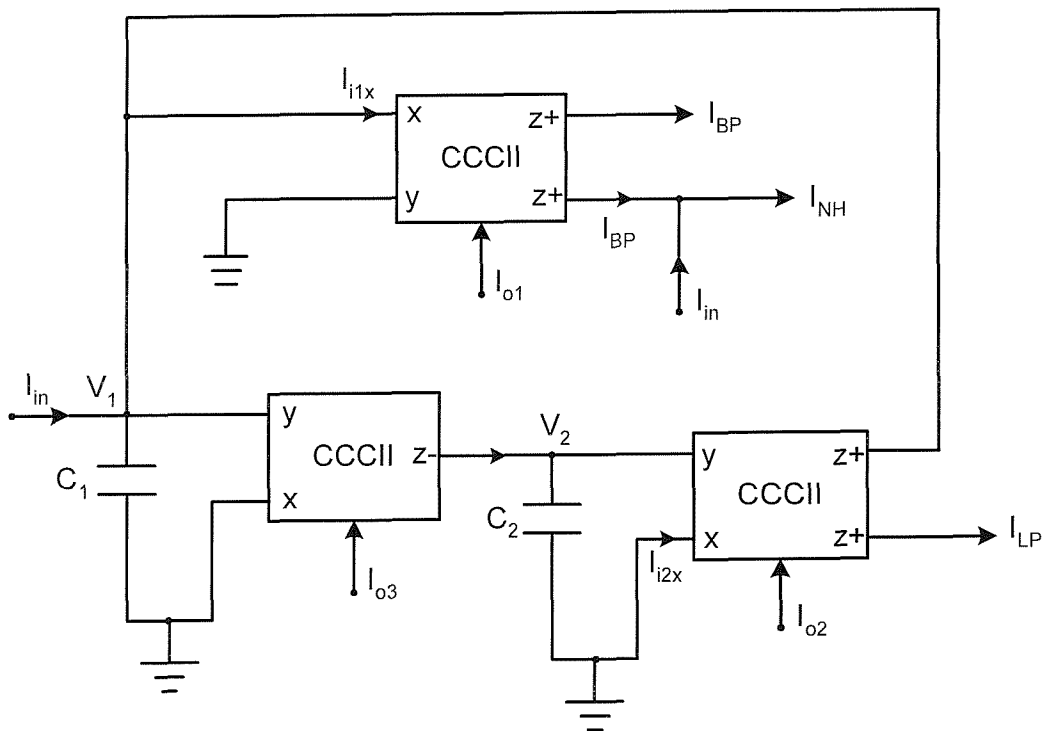 I_i1x
x
z+
I_BP
CCCII
y
z+
I_NH
I_BP
I_o1
I_in
I_in
V_1
y
C_1
CCCII
z-
x
V_2
y
z+
C_2
CCCII
x
z+
I_LP
I_i2x
I_o3
I_o2